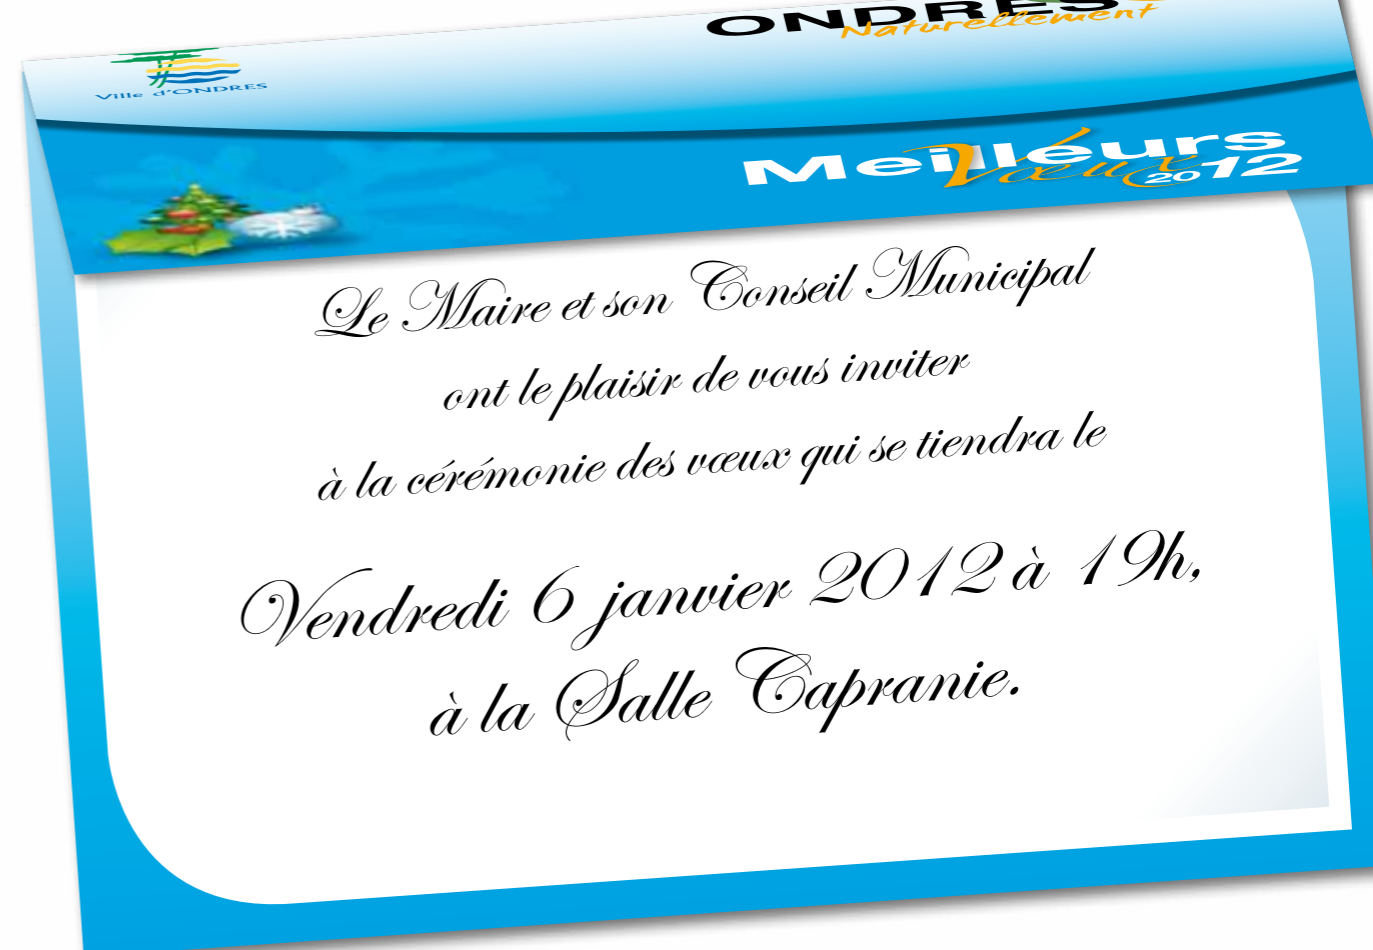 ONDRES
Naturellement
Ville d'ONDRES
Meilleurs
Vœux 2012
Le Maire et son Conseil Municipal
ont le plaisir de vous inviter
à la cérémonie des vœux qui se tiendra le
Vendredi 6 janvier 2012 à 19h,
à la Salle Capranie.